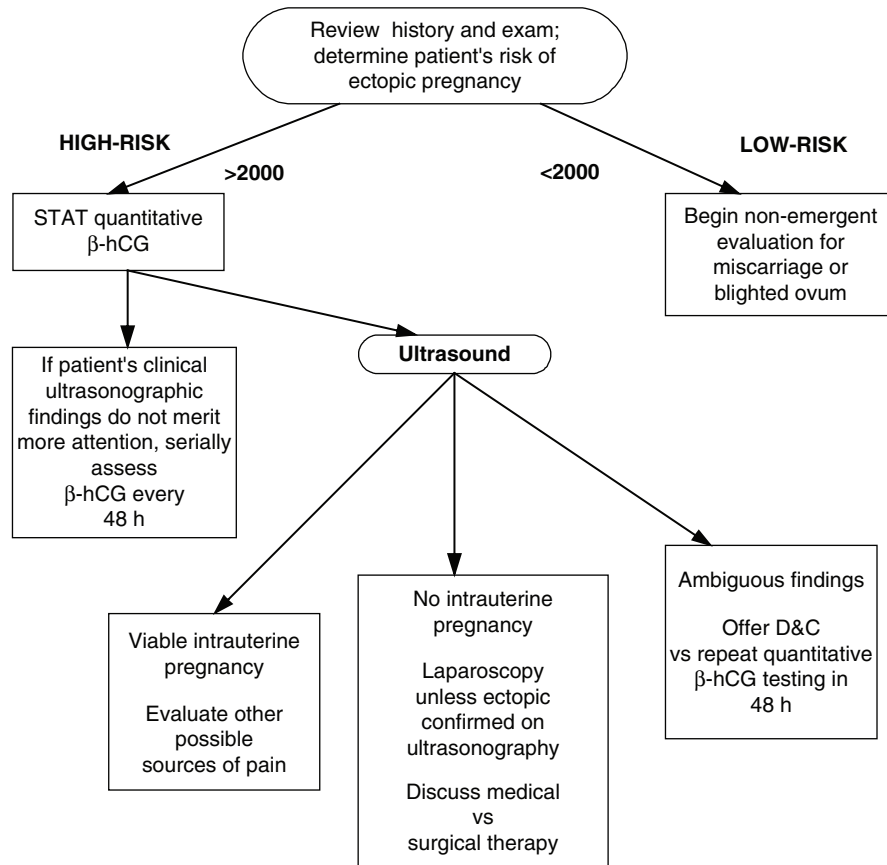 Review history and exam;
determine patient's risk of
ectopic pregnancy
HIGH-RISK
LOW-RISK
>2000
<2000
STAT quantitative
β-hCG
Begin non-emergent
evaluation for
miscarriage or
blighted ovum
If patient's clinical
ultrasonographic
findings do not merit
more attention, serially
assess
β-hCG every
48 h
Ultrasound
Viable intrauterine
pregnancy
Evaluate other
possible
sources of pain
No intrauterine
pregnancy
Laparoscopy
unless ectopic
confirmed on
ultrasonography
Discuss medical
vs
surgical therapy
Ambiguous findings
Offer D&C
vs repeat quantitative
β-hCG testing in
48 h